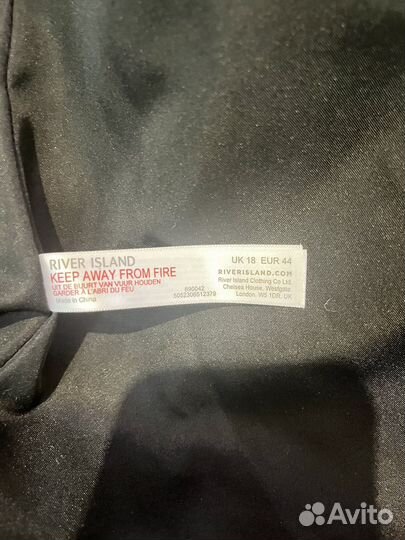 RIVER ISLAND
KEEP AWAY FROM FIRE
UIT DE BUURT VAN VUUR HOUDEN
GARDER À L'ABRI DU FEU
Made in China
690042
5052306512379
UK 18 EUR 44
RIVERISLAND.COM
River Island Clothing Co Ltd.
Chelsea House, Westgate
London, W5 1DR, UK
Avito